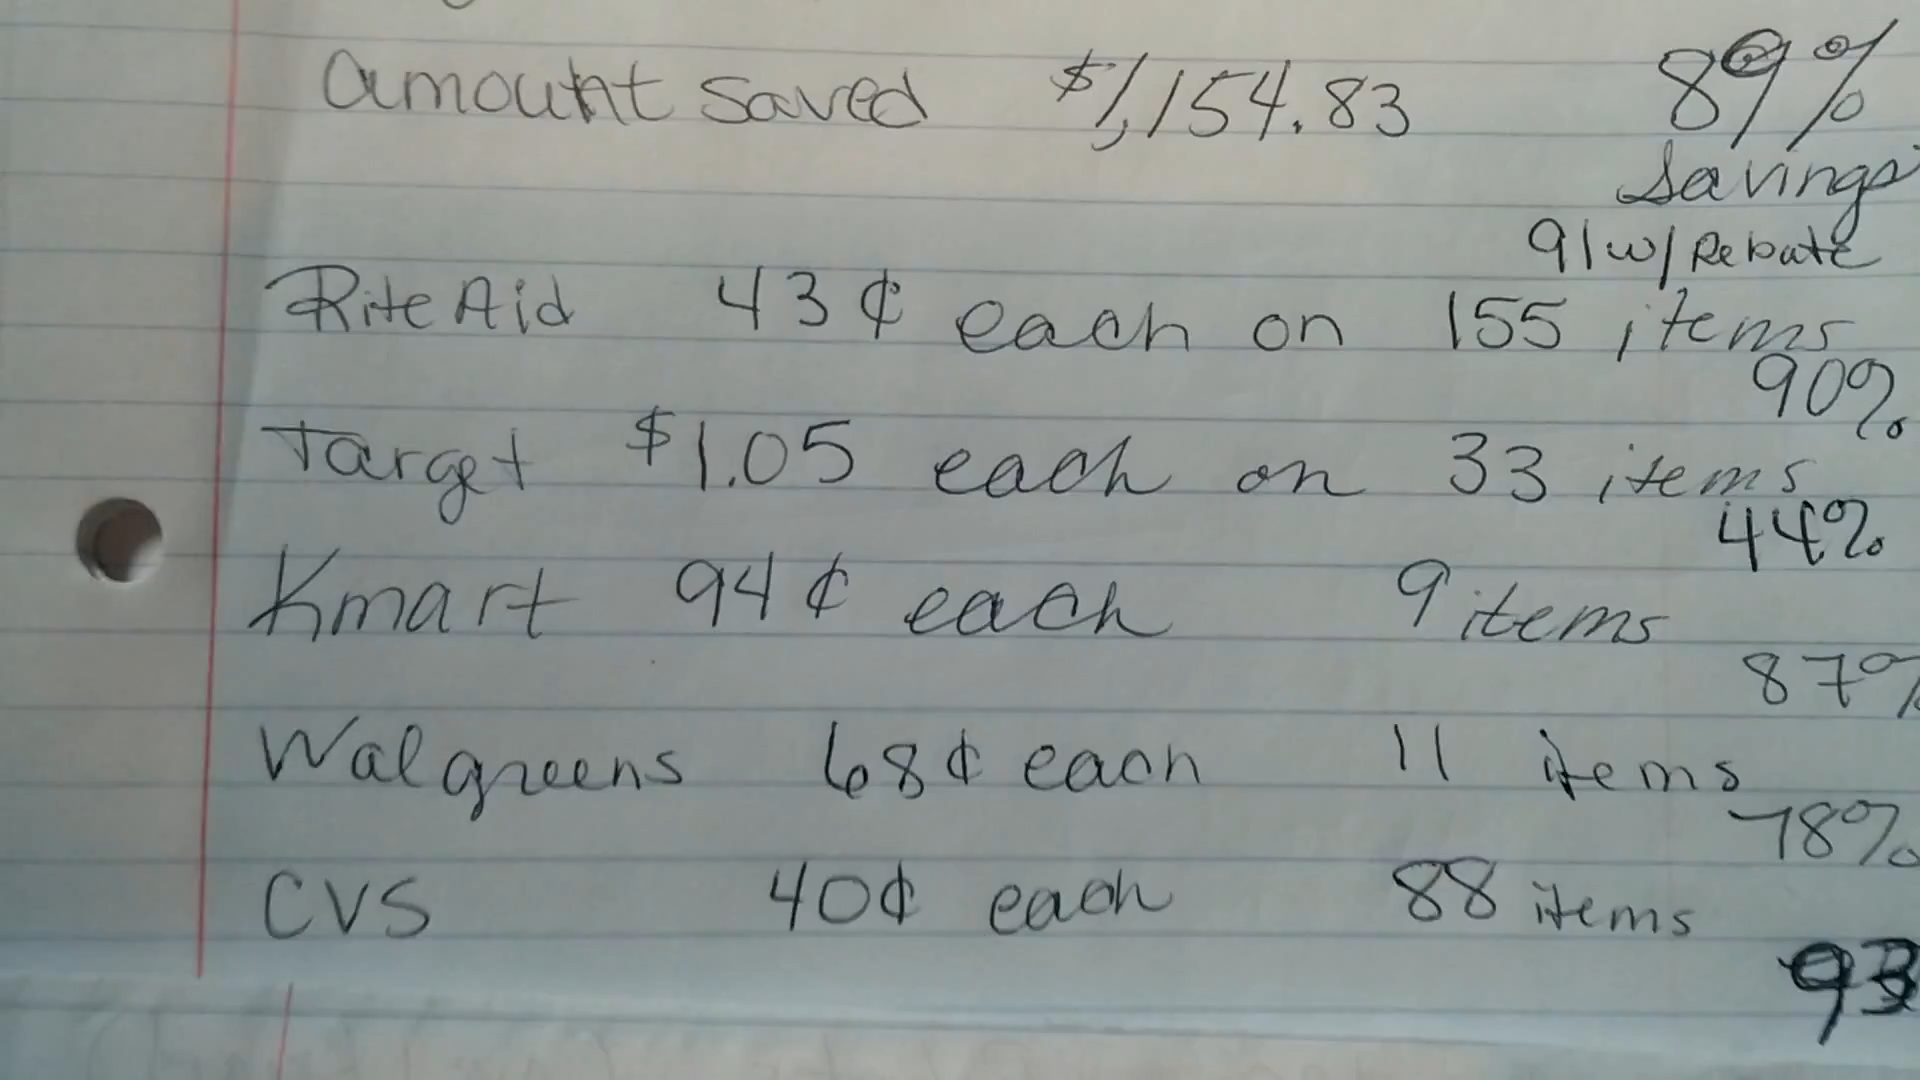 amount saved $1,154.83 89%
Savings
91 w/ Rebate
Rite Aid 43¢ each on 155 items
90%
Target $1.05 each on 33 items
44%
Kmart 94¢ each 9 items
87%
Walgreens 68¢ each 11 items
78%
CVS 40¢ each 88 items
93